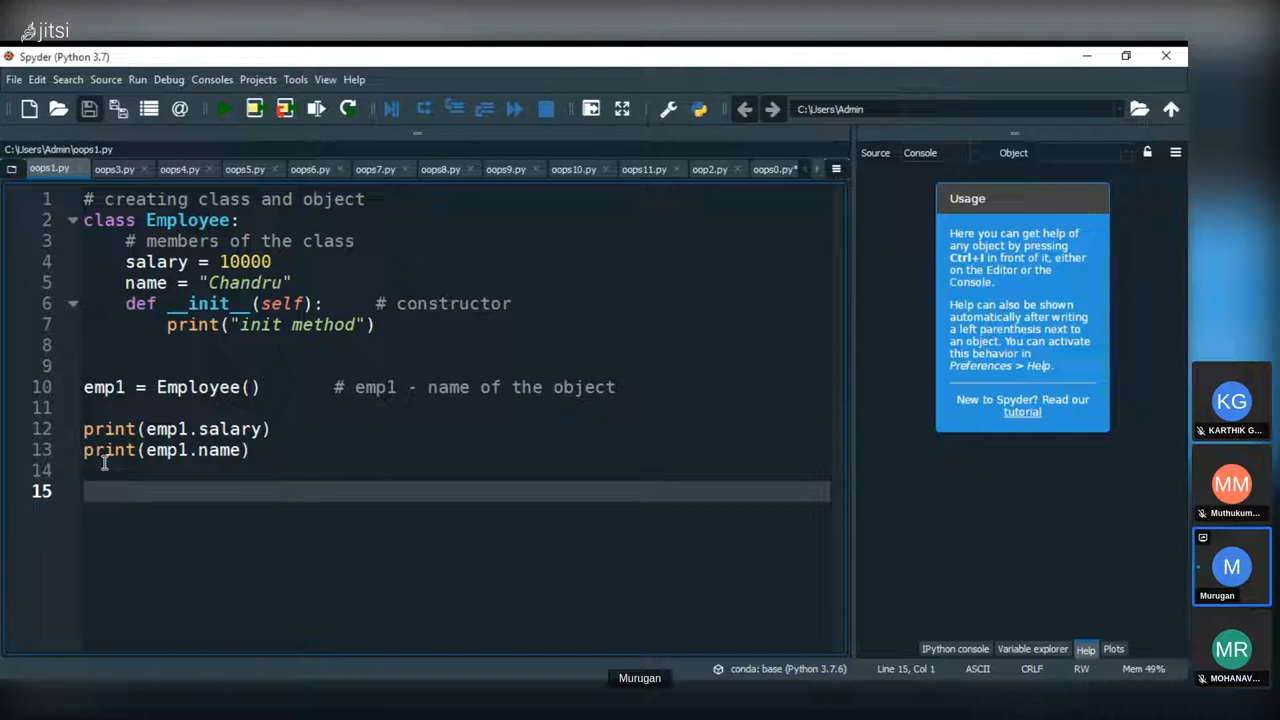 jitsi
Spyder (Python 3.7)
File Edit Search Source Run Debug Consoles Projects Tools View Help
C:\Users\Admin
C:\Users\Admin\oops1.py
oops1.py oops3.py oops4.py oops5.py oops6.py oops7.py oops8.py oops9.py oops10.py oops11.py oop2.py oops0.py*
Source Console Object
1 # creating class and object
2 class Employee:
3 # members of the class
4 salary = 10000
5 name = "Chandru"
6 def __init__(self): # constructor
7 print("init method")
8
9
10 emp1 = Employee() # emp1 - name of the object
11
12 print(emp1.salary)
13 print(emp1.name)
14
15
Usage
Here you can get help of
any object by pressing
Ctrl+I in front of it, either
on the Editor or the
Console.
Help can also be shown
automatically after writing
a left parenthesis next to
an object. You can activate
this behavior in
Preferences > Help.
New to Spyder? Read our
tutorial
IPython console Variable explorer Help Plots
conda: base (Python 3.7.6) Line 15, Col 1 ASCII CRLF RW Mem 49%
Murugan
KG
KARTHIK G...
MM
Muthukum...
M
Murugan
MR
MOHANAV...